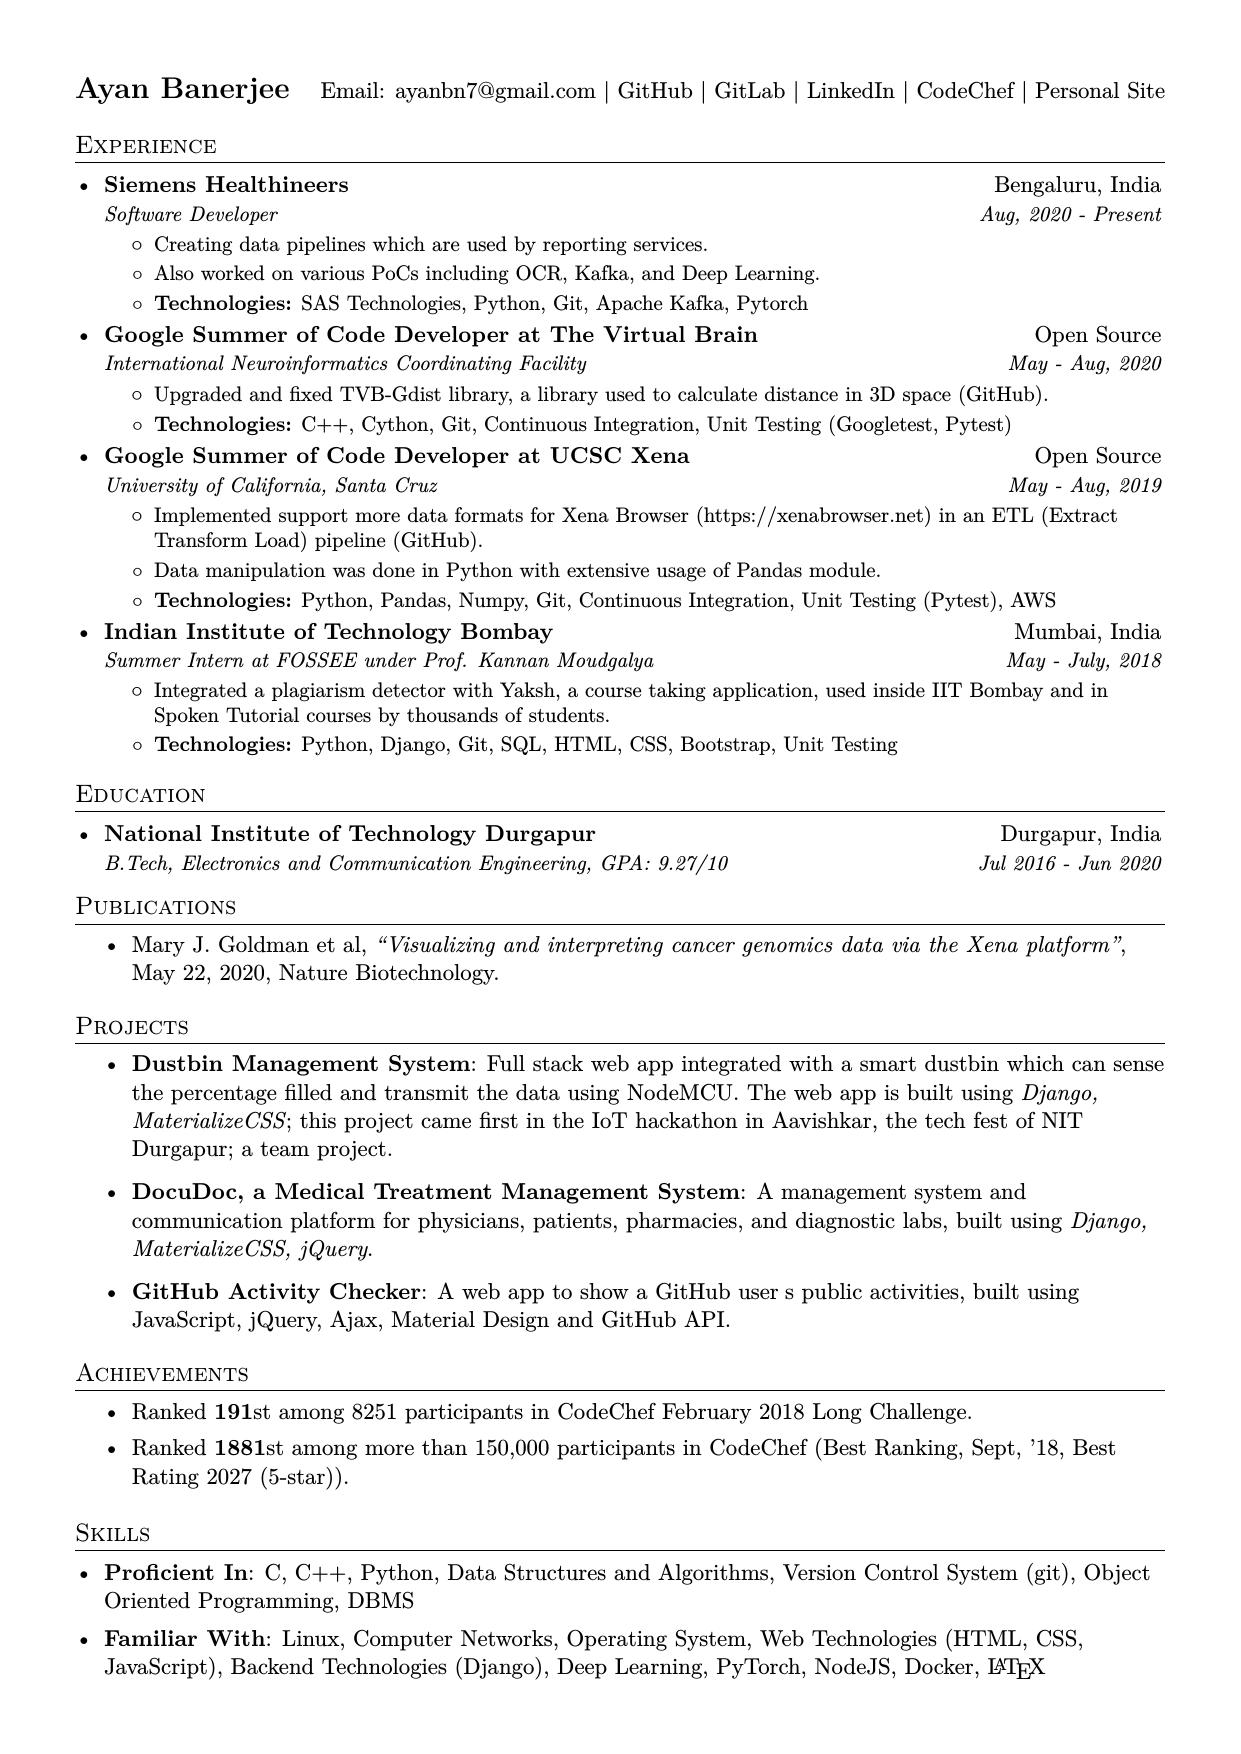 Ayan Banerjee Email: ayanbn7@gmail.com | GitHub | GitLab | LinkedIn | CodeChef | Personal Site
Experience
• Siemens Healthineers Bengaluru, India
Software Developer Aug, 2020 - Present
◦ Creating data pipelines which are used by reporting services.
◦ Also worked on various PoCs including OCR, Kafka, and Deep Learning.
◦ Technologies: SAS Technologies, Python, Git, Apache Kafka, Pytorch
• Google Summer of Code Developer at The Virtual Brain Open Source
International Neuroinformatics Coordinating Facility May - Aug, 2020
◦ Upgraded and fixed TVB-Gdist library, a library used to calculate distance in 3D space (GitHub).
◦ Technologies: C++, Cython, Git, Continuous Integration, Unit Testing (Googletest, Pytest)
• Google Summer of Code Developer at UCSC Xena Open Source
University of California, Santa Cruz May - Aug, 2019
◦ Implemented support more data formats for Xena Browser (https://xenabrowser.net) in an ETL (Extract
Transform Load) pipeline (GitHub).
◦ Data manipulation was done in Python with extensive usage of Pandas module.
◦ Technologies: Python, Pandas, Numpy, Git, Continuous Integration, Unit Testing (Pytest), AWS
• Indian Institute of Technology Bombay Mumbai, India
Summer Intern at FOSSEE under Prof. Kannan Moudgalya May - July, 2018
◦ Integrated a plagiarism detector with Yaksh, a course taking application, used inside IIT Bombay and in
Spoken Tutorial courses by thousands of students.
◦ Technologies: Python, Django, Git, SQL, HTML, CSS, Bootstrap, Unit Testing
Education
• National Institute of Technology Durgapur Durgapur, India
B.Tech, Electronics and Communication Engineering, GPA: 9.27/10 Jul 2016 - Jun 2020
Publications
• Mary J. Goldman et al, “Visualizing and interpreting cancer genomics data via the Xena platform”,
May 22, 2020, Nature Biotechnology.
Projects
• Dustbin Management System: Full stack web app integrated with a smart dustbin which can sense
the percentage filled and transmit the data using NodeMCU. The web app is built using Django,
MaterializeCSS; this project came first in the IoT hackathon in Aavishkar, the tech fest of NIT
Durgapur; a team project.
• DocuDoc, a Medical Treatment Management System: A management system and
communication platform for physicians, patients, pharmacies, and diagnostic labs, built using Django,
MaterializeCSS, jQuery.
• GitHub Activity Checker: A web app to show a GitHub user s public activities, built using
JavaScript, jQuery, Ajax, Material Design and GitHub API.
Achievements
• Ranked 191st among 8251 participants in CodeChef February 2018 Long Challenge.
• Ranked 1881st among more than 150,000 participants in CodeChef (Best Ranking, Sept, ’18, Best
Rating 2027 (5-star)).
Skills
• Proficient In: C, C++, Python, Data Structures and Algorithms, Version Control System (git), Object
Oriented Programming, DBMS
• Familiar With: Linux, Computer Networks, Operating System, Web Technologies (HTML, CSS,
JavaScript), Backend Technologies (Django), Deep Learning, PyTorch, NodeJS, Docker, LATEX